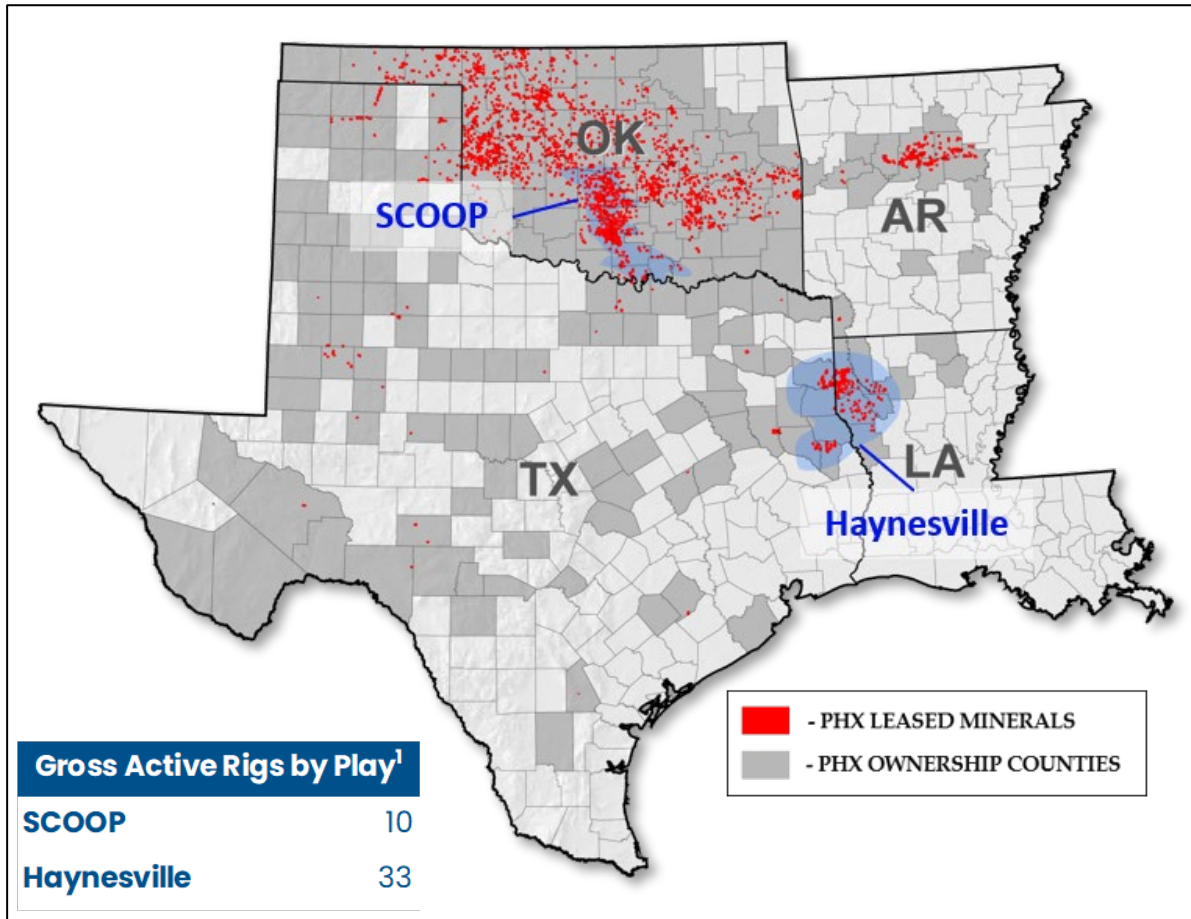 OK
SCOOP
AR
TX
LA
Haynesville
- PHX LEASED MINERALS
- PHX OWNERSHIP COUNTIES
Gross Active Rigs by Play¹
SCOOP 10
Haynesville 33